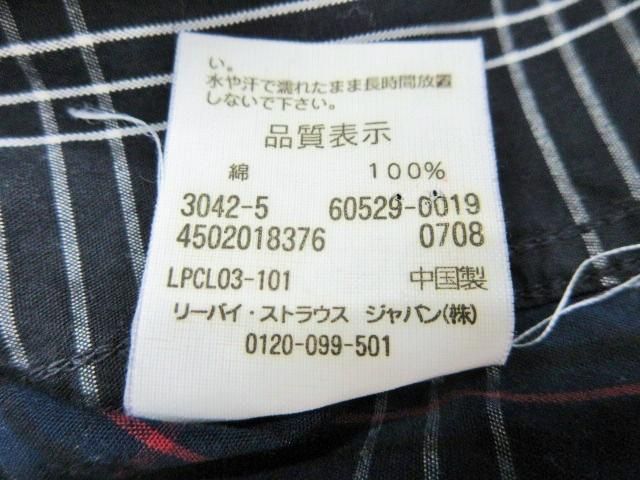 い。
水や汗で濡れたまま長時間放置
しないで下さい。
品質表示
綿 100%
3042-5 60529-0019
4502018376 0708
LPCL03-101 中国製
リーバイ・ストラウス ジャパン(株)
0120-099-501